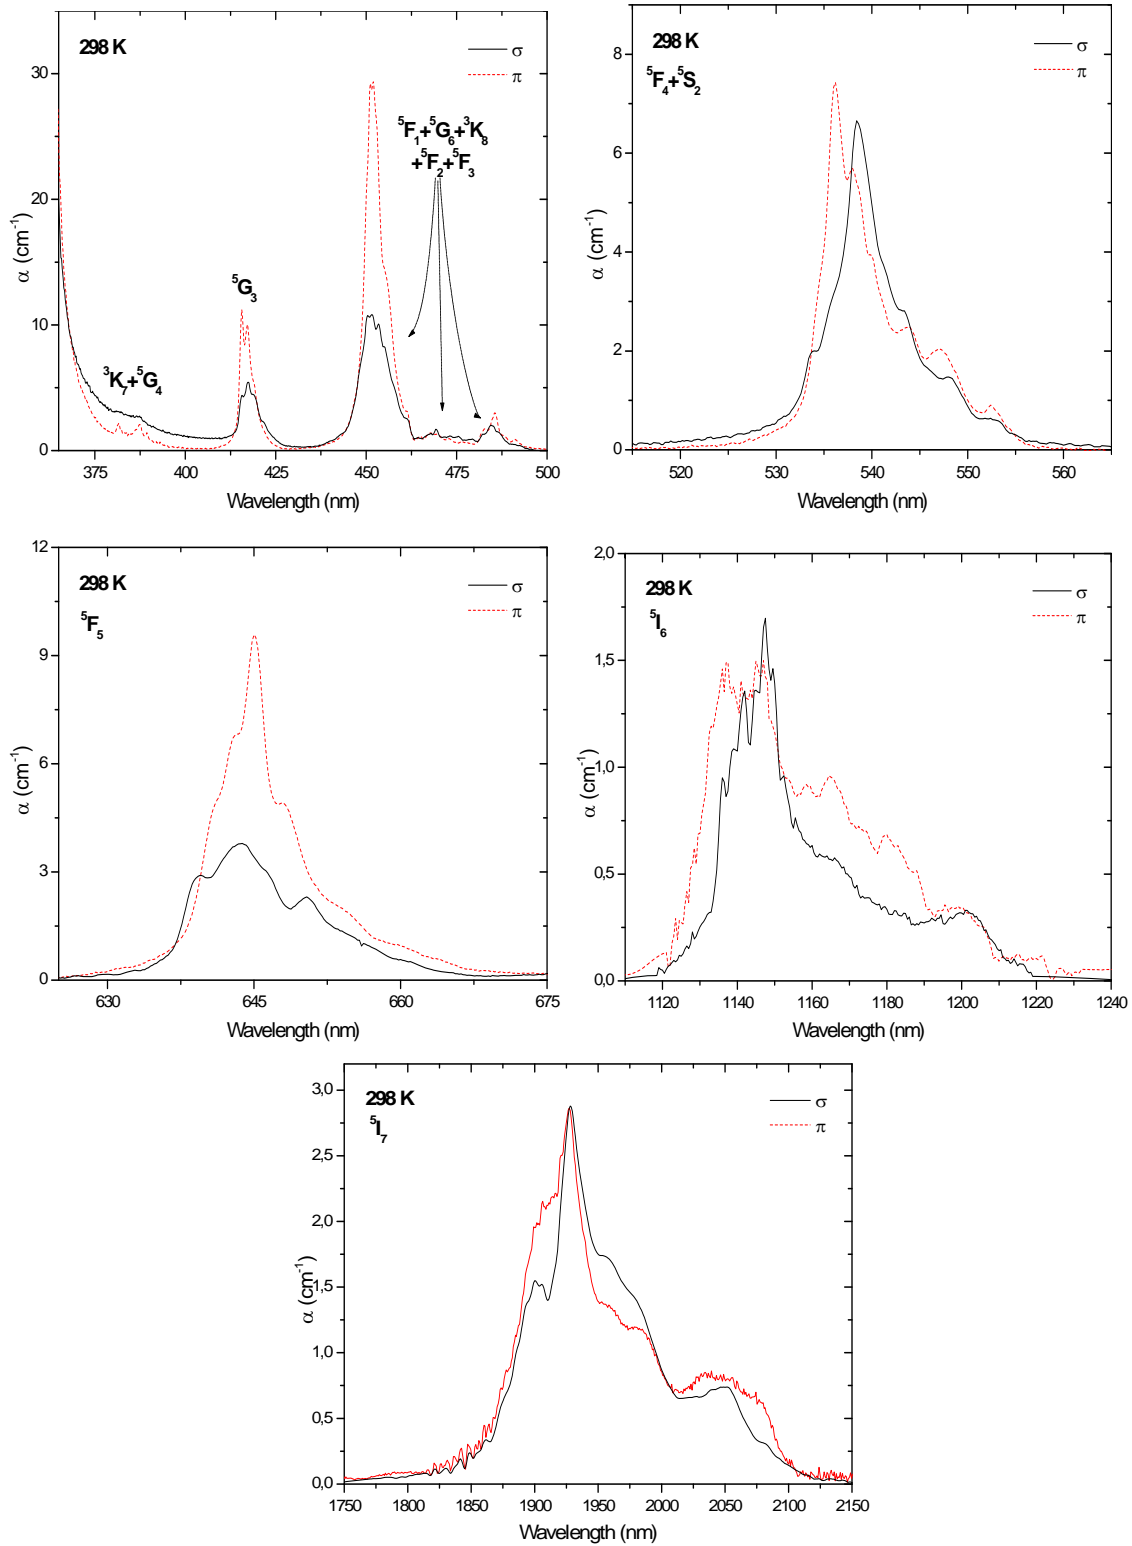 298 K
σ
π
⁵F₁+⁵G₆+³K₈
+⁵F₂+⁵F₃
⁵G₃
³K₇+⁵G₄
30
20
10
0
α (cm⁻¹)
375 400 425 450 475 500
Wavelength (nm)
298 K
⁵F₄+⁵S₂
σ
π
8
6
4
2
0
α (cm⁻¹)
520 530 540 550 560
Wavelength (nm)
298 K
⁵F₅
σ
π
12
9
6
3
0
α (cm⁻¹)
630 645 660 675
Wavelength (nm)
298 K
⁵I₆
σ
π
2,0
1,5
1,0
0,5
0,0
α (cm⁻¹)
1120 1140 1160 1180 1200 1220 1240
Wavelength (nm)
298 K
⁵I₇
σ
π
3,0
2,5
2,0
1,5
1,0
0,5
0,0
α (cm⁻¹)
1750 1800 1850 1900 1950 2000 2050 2100 2150
Wavelength (nm)